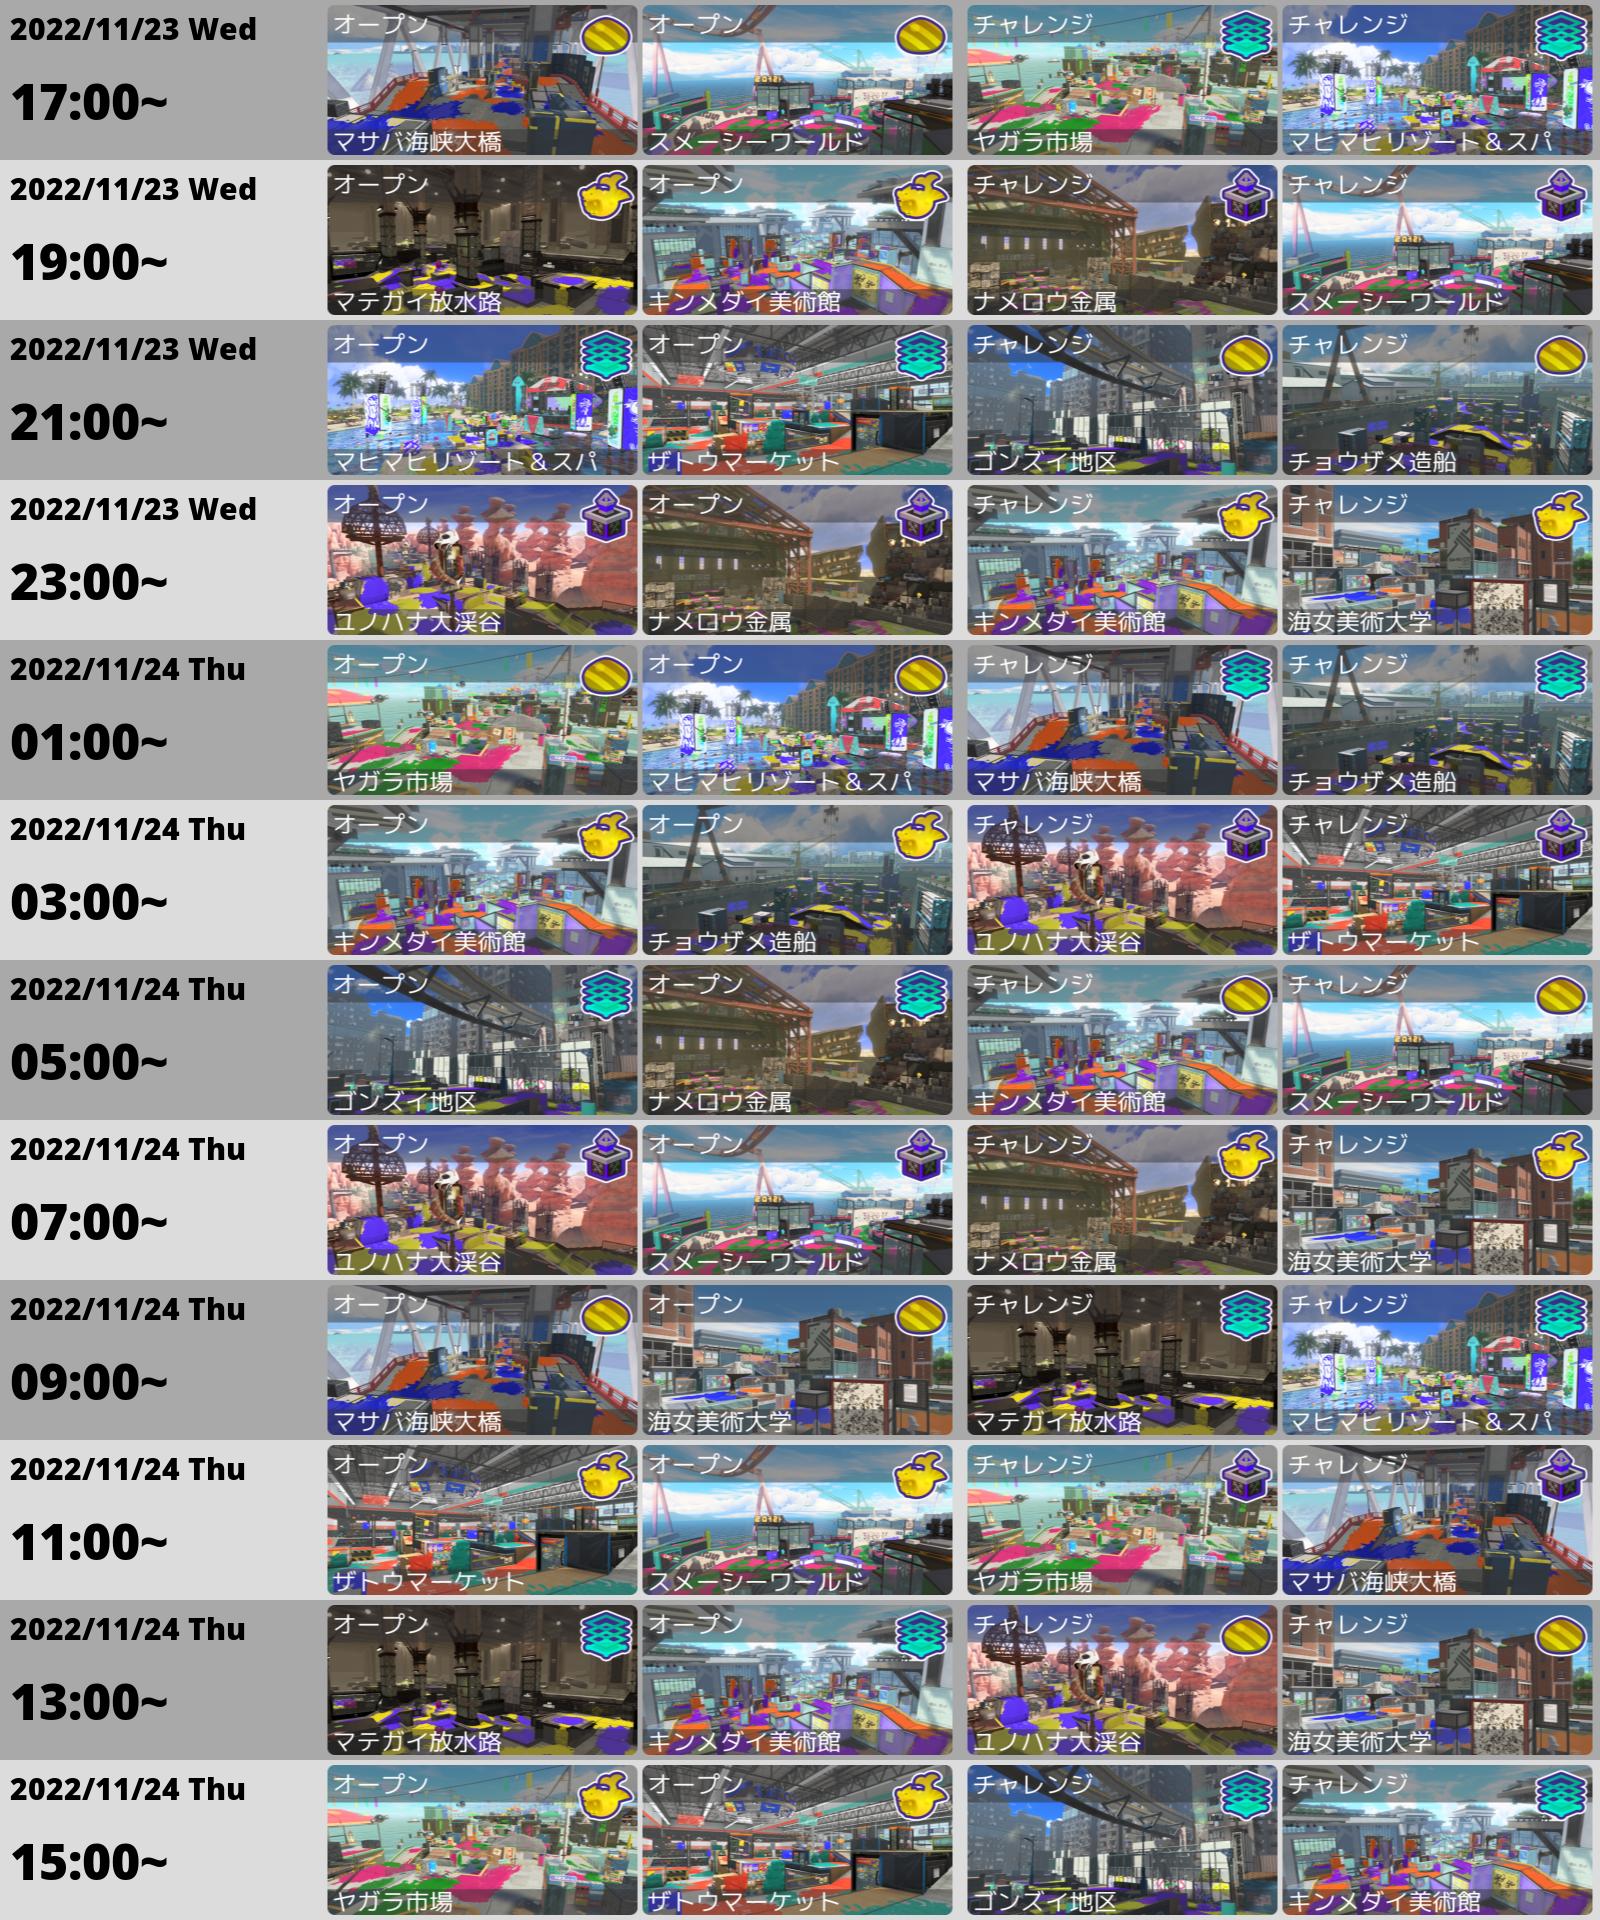 2022/11/23 Wed
17:00~
オープン
マサバ海峡大橋
オープン
スメーシーワールド
チャレンジ
ヤガラ市場
チャレンジ
マヒマヒリゾート＆スパ
2022/11/23 Wed
19:00~
オープン
マテガイ放水路
オープン
キンメダイ美術館
チャレンジ
ナメロウ金属
チャレンジ
スメーシーワールド
2022/11/23 Wed
21:00~
オープン
マヒマヒリゾート＆スパ
オープン
ザトウマーケット
チャレンジ
ゴンズイ地区
チャレンジ
チョウザメ造船
2022/11/23 Wed
23:00~
オープン
ユノハナ大渓谷
オープン
ナメロウ金属
チャレンジ
キンメダイ美術館
チャレンジ
海女美術大学
2022/11/24 Thu
01:00~
オープン
ヤガラ市場
オープン
マヒマヒリゾート＆スパ
チャレンジ
マサバ海峡大橋
チャレンジ
チョウザメ造船
2022/11/24 Thu
03:00~
オープン
キンメダイ美術館
オープン
チョウザメ造船
チャレンジ
ユノハナ大渓谷
チャレンジ
ザトウマーケット
2022/11/24 Thu
05:00~
オープン
ゴンズイ地区
オープン
ナメロウ金属
チャレンジ
キンメダイ美術館
チャレンジ
スメーシーワールド
2022/11/24 Thu
07:00~
オープン
ユノハナ大渓谷
オープン
スメーシーワールド
チャレンジ
ナメロウ金属
チャレンジ
海女美術大学
2022/11/24 Thu
09:00~
オープン
マサバ海峡大橋
オープン
海女美術大学
チャレンジ
マテガイ放水路
チャレンジ
マヒマヒリゾート＆スパ
2022/11/24 Thu
11:00~
オープン
ザトウマーケット
オープン
スメーシーワールド
チャレンジ
ヤガラ市場
チャレンジ
マサバ海峡大橋
2022/11/24 Thu
13:00~
オープン
マテガイ放水路
オープン
キンメダイ美術館
チャレンジ
ユノハナ大渓谷
チャレンジ
海女美術大学
2022/11/24 Thu
15:00~
オープン
ヤガラ市場
オープン
ザトウマーケット
チャレンジ
ゴンズイ地区
チャレンジ
キンメダイ美術館